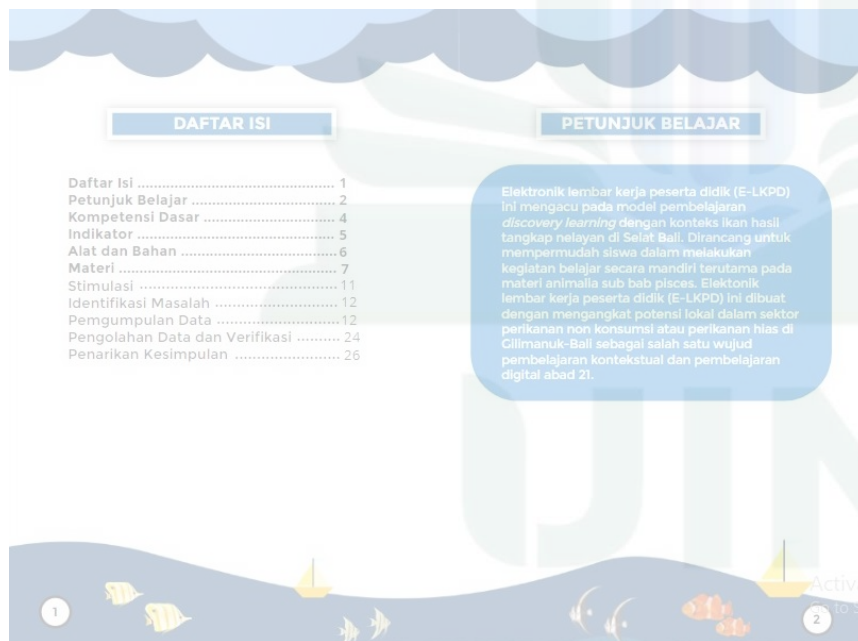 DAFTAR ISI
Daftar Isi ............................................. 1
Petunjuk Belajar ................................. 2
Kompetensi Dasar .............................. 4
Indikator ............................................. 5
Alat dan Bahan ................................... 6
Materi ................................................. 7
Stimulasi ............................................. 11
Identifikasi Masalah ........................... 12
Pemgumpulan Data ........................... 12
Pengolahan Data dan Verifikasi ......... 24
Penarikan Kesimpulan ....................... 26
1
PETUNJUK BELAJAR
Elektronik lembar kerja peserta didik (E-LKPD)
ini mengacu pada model pembelajaran
discovery learning dengan konteks ikan hasil
tangkap nelayan di Selat Bali. Dirancang untuk
mempermudah siswa dalam melakukan
kegiatan belajar secara mandiri terutama pada
materi animalia sub bab pisces. Elektonik
lembar kerja peserta didik (E-LKPD) ini dibuat
dengan mengangkat potensi lokal dalam sektor
perikanan non konsumsi atau perikanan hias di
Gilimanuk-Bali sebagai salah satu wujud
pembelajaran kontekstual dan pembelajaran
digital abad 21.
2
UIN